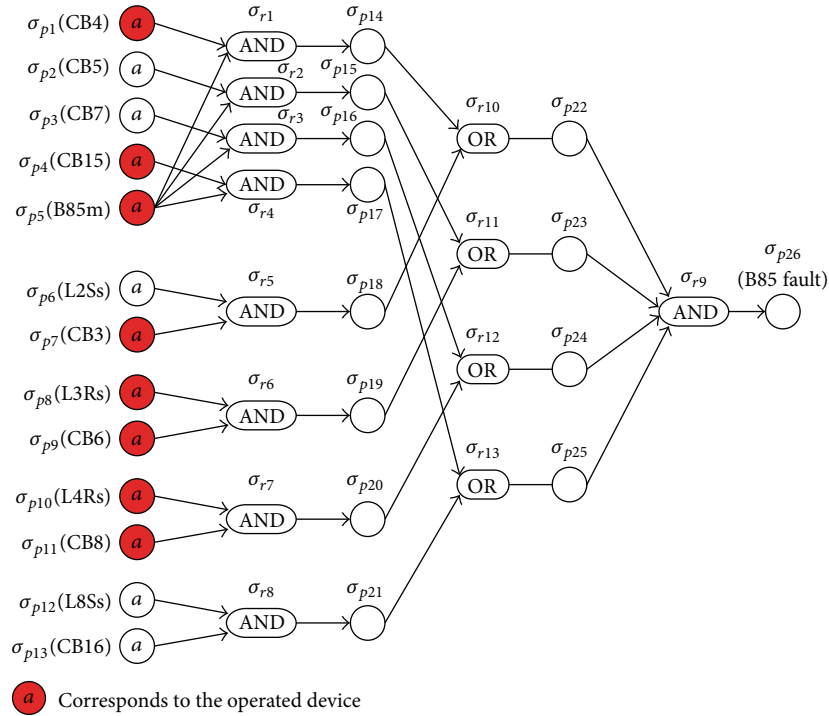 σp1(CB4)
a
σp2(CB5)
a
σp3(CB7)
a
σp4(CB15)
a
σp5(B85m)
a
σp6(L2Ss)
a
σp7(CB3)
a
σp8(L3Rs)
a
σp9(CB6)
a
σp10(L4Rs)
a
σp11(CB8)
a
σp12(L8Ss)
a
σp13(CB16)
a
σr1
AND
σr2
AND
σr3
AND
AND
σr4
σr5
AND
σr6
AND
σr7
AND
σr8
AND
σp14
σp15
σp16
σp17
σp18
σp19
σp20
σp21
σr10
OR
σr11
OR
σr12
OR
σr13
OR
σp22
σp23
σp24
σp25
σr9
AND
σp26
(B85 fault)
a Corresponds to the operated device